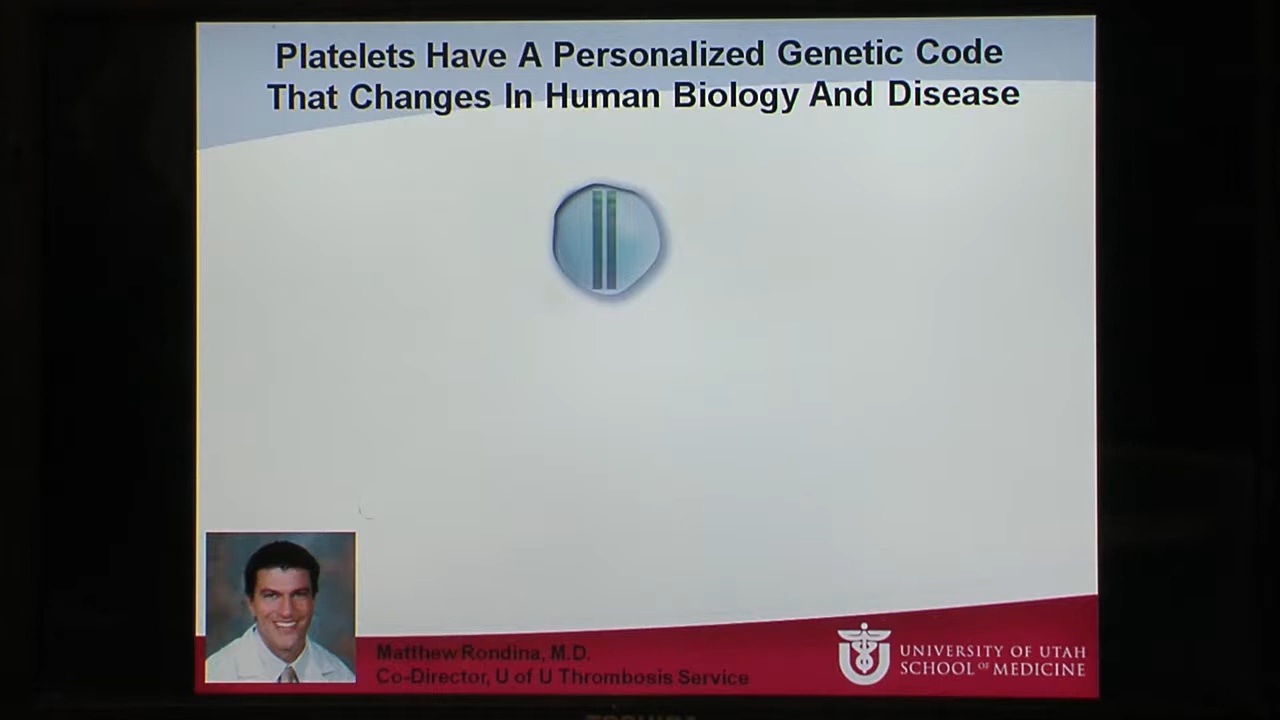 Platelets Have A Personalized Genetic Code
That Changes In Human Biology And Disease
Matthew Rondina, M.D.
Co-Director, U of U Thrombosis Service
UNIVERSITY OF UTAH
SCHOOL OF MEDICINE